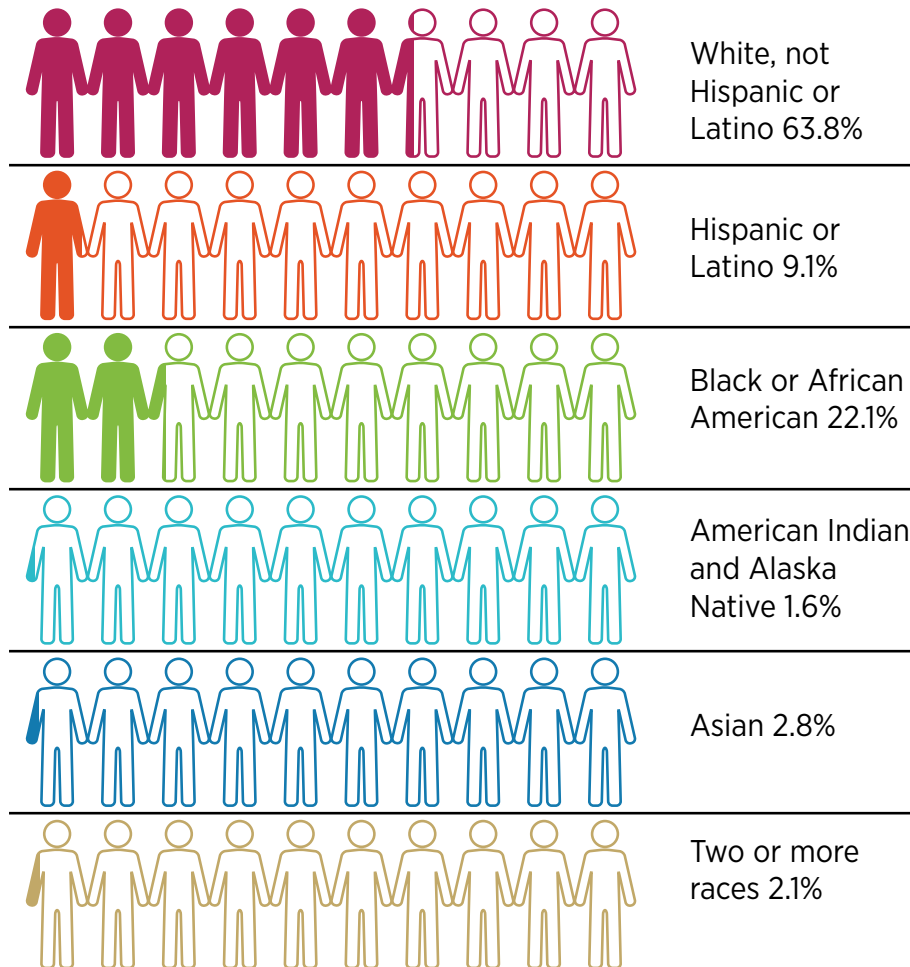 White, not
Hispanic or
Latino 63.8%
Hispanic or
Latino 9.1%
Black or African
American 22.1%
American Indian
and Alaska
Native 1.6%
Asian 2.8%
Two or more
races 2.1%